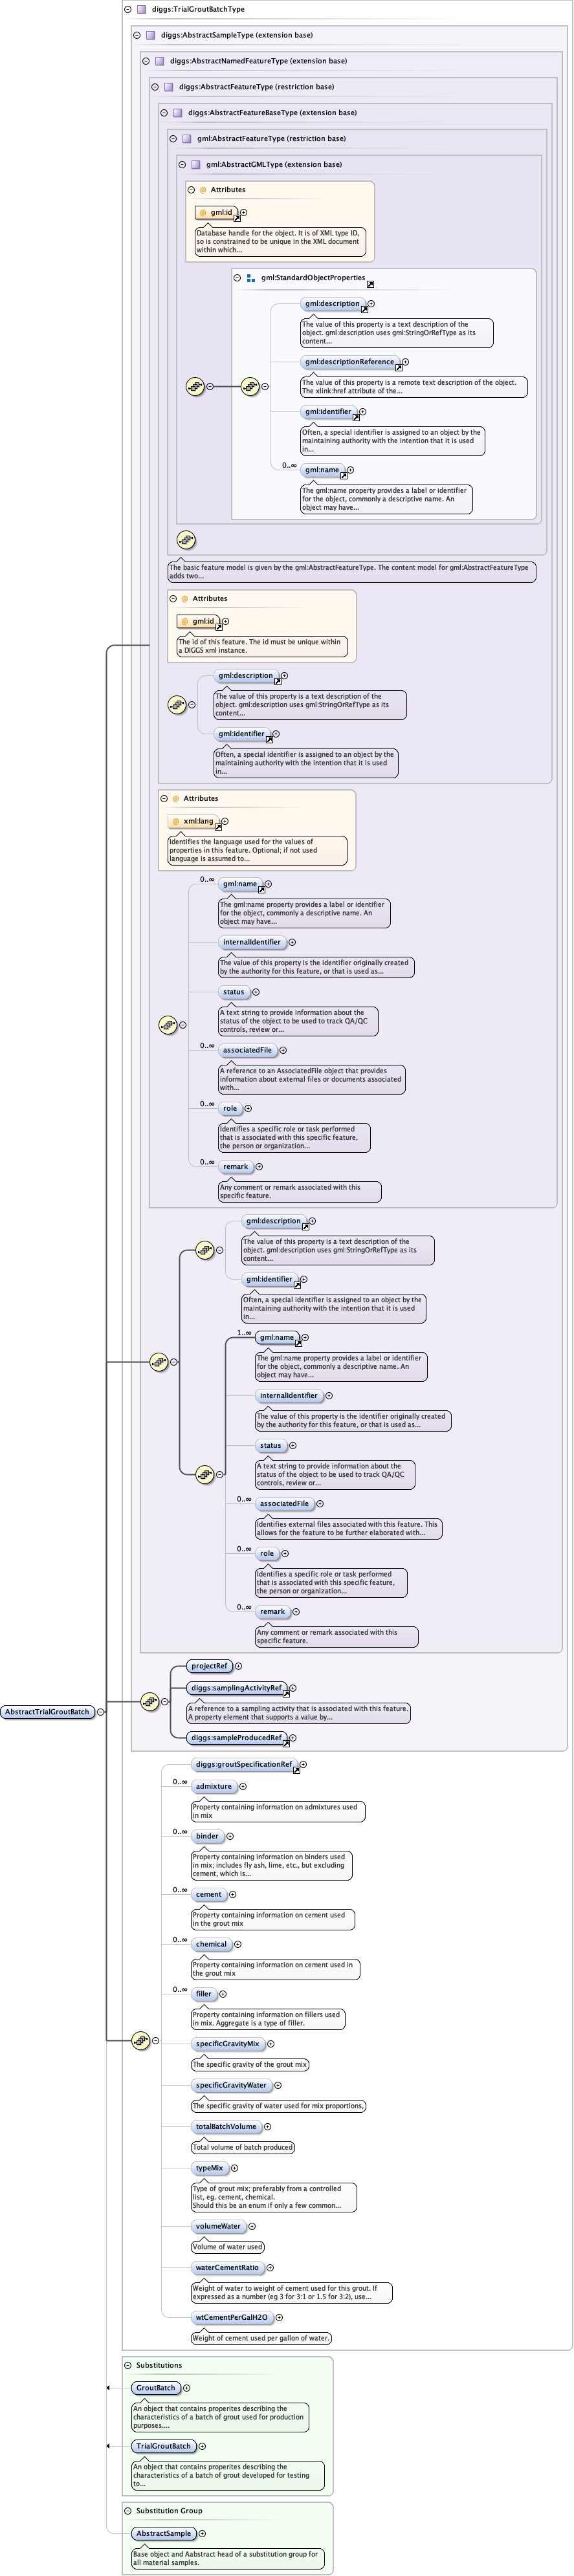 diggs:TrialGroutBatchType
diggs:AbstractSampleType (extension base)
diggs:AbstractNamedFeatureType (extension base)
diggs:AbstractFeatureType (restriction base)
diggs:AbstractFeatureBaseType (extension base)
gml:AbstractFeatureType (restriction base)
gml:AbstractGMLType (extension base)
Attributes
@ gml:id
Database handle for the object. It is of XML type ID,
so is constrained to be unique in the XML document
within which...
gml:StandardObjectProperties
gml:description
The value of this property is a text description of the
object. gml:description uses gml:StringOrRefType as its
content...
gml:descriptionReference
The value of this property is a remote text description of the object.
The xlink:href attribute of the...
gml:identifier
Often, a special identifier is assigned to an object by the
maintaining authority with the intention that it is used
in...
0..∞
gml:name
The gml:name property provides a label or identifier
for the object, commonly a descriptive name. An
object may have...
The basic feature model is given by the gml:AbstractFeatureType. The content model for gml:AbstractFeatureType
adds two...
Attributes
@ gml:id
The id of this feature. The id must be unique within
a DIGGS xml instance.
gml:description
The value of this property is a text description of the
object. gml:description uses gml:StringOrRefType as its
content...
gml:identifier
Often, a special identifier is assigned to an object by the
maintaining authority with the intention that it is used
in...
Attributes
@ xml:lang
Identifies the language used for the values of
properties in this feature. Optional; if not used
language is assumed to...
0..∞
gml:name
The gml:name property provides a label or identifier
for the object, commonly a descriptive name. An
object may have...
internalIdentifier
The value of this property is the identifier originally created
by the authority for this feature, or that is used as...
status
A text string to provide information about the
status of the object to be used to track QA/QC
controls, review or...
0..∞
associatedFile
A reference to an AssociatedFile object that provides
information about external files or documents associated
with...
0..∞
role
Identifies a specific role or task performed
that is associated with this specific feature,
the person or organization...
0..∞
remark
Any comment or remark associated with this
specific feature.
gml:description
The value of this property is a text description of the
object. gml:description uses gml:StringOrRefType as its
content...
gml:identifier
Often, a special identifier is assigned to an object by the
maintaining authority with the intention that it is used
in...
1..∞
gml:name
The gml:name property provides a label or identifier
for the object, commonly a descriptive name. An
object may have...
internalIdentifier
The value of this property is the identifier originally created
by the authority for this feature, or that is used as...
status
A text string to provide information about the
status of the object to be used to track QA/QC
controls, review or...
0..∞
associatedFile
Identifies external files associated with this feature. This
allows for the feature to be further elaborated with...
0..∞
role
Identifies a specific role or task performed
that is associated with this specific feature,
the person or organization...
0..∞
remark
Any comment or remark associated with this
specific feature.
projectRef
diggs:samplingActivityRef
A reference to a sampling activity that is associated with this feature.
A property element that supports a value by...
AbstractTrialGroutBatch
diggs:sampleProducedRef
diggs:groutSpecificationRef
0..∞
admixture
Property containing information on admixtures used
in mix
0..∞
binder
Property containing information on binders used
in mix; includes fly ash, lime, etc., but excluding
cement, which is...
0..∞
cement
Property containing information on cement used
in the grout mix
0..∞
chemical
Property containing information on cement used in
the grout mix
0..∞
filler
Property containing information on fillers used
in mix. Aggregate is a type of filler.
specificGravityMix
The specific gravity of the grout mix
specificGravityWater
The specific gravity of water used for mix proportions,
totalBatchVolume
Total volume of batch produced
typeMix
Type of grout mix; preferably from a controlled
list, eg. cement, chemical.
Should this be an enum if only a few common...
volumeWater
Volume of water used
waterCementRatio
Weight of water to weight of cement used for this grout. If
expressed as a number (eg 3 for 3:1 or 1.5 for 3:2), use...
wtCementPerGalH2O
Weight of cement used per gallon of water.
Substitutions
GroutBatch
An object that contains properites describing the
characteristics of a batch of grout used for production
purposes....
TrialGroutBatch
An object that contains properites describing the
characteristics of a batch of grout developed for testing
to...
Substitution Group
AbstractSample
Base object and Aabstract head of a substitution group for
all material samples.